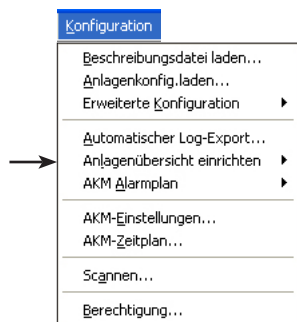 Konfiguration
Beschreibungsdatei laden...
Anlagenkonfig.laden...
Erweiterte Konfiguration
Automatischer Log-Export...
Anlagenübersicht einrichten
AKM Alarmplan
AKM-Einstellungen...
AKM-Zeitplan...
Scannen...
Berechtigung...